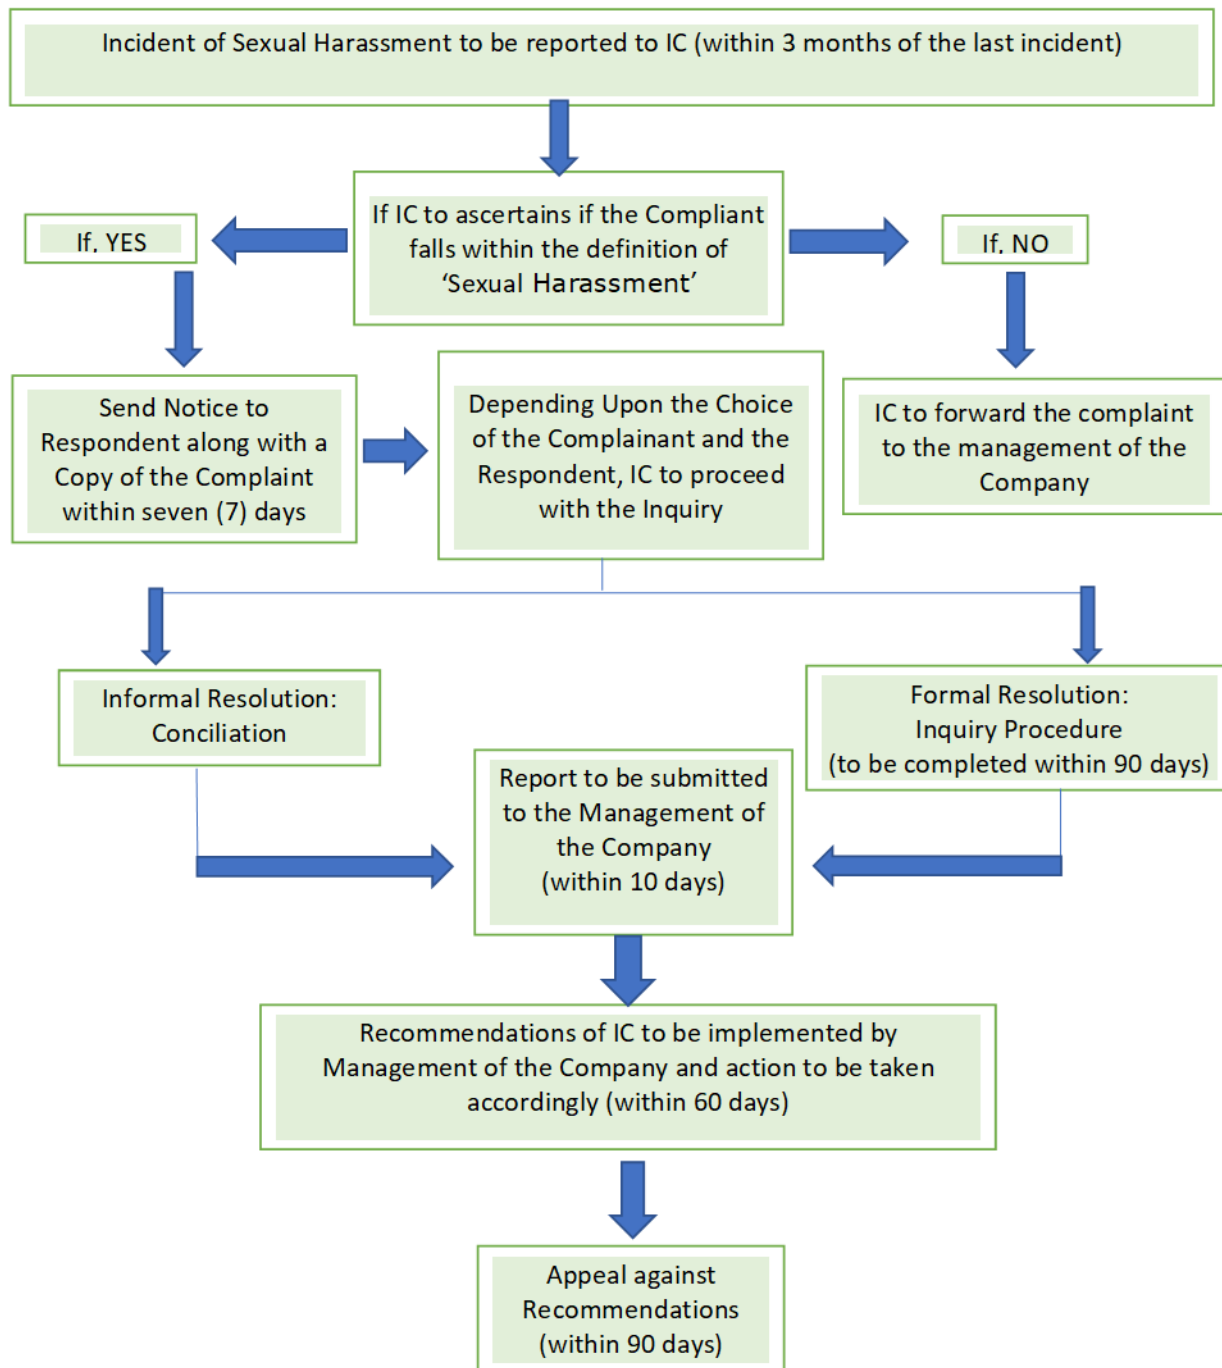 Incident of Sexual Harassment to be reported to IC (within 3 months of the last incident)
If IC to ascertains if the Compliant
falls within the definition of
‘Sexual Harassment’
If, YES
If, NO
Send Notice to
Respondent along with a
Copy of the Complaint
within seven (7) days
Depending Upon the Choice
of the Complainant and the
Respondent, IC to proceed
with the Inquiry
IC to forward the complaint
to the management of the
Company
Informal Resolution:
Conciliation
Formal Resolution:
Inquiry Procedure
(to be completed within 90 days)
Report to be submitted
to the Management of
the Company
(within 10 days)
Recommendations of IC to be implemented by
Management of the Company and action to be taken
accordingly (within 60 days)
Appeal against
Recommendations
(within 90 days)